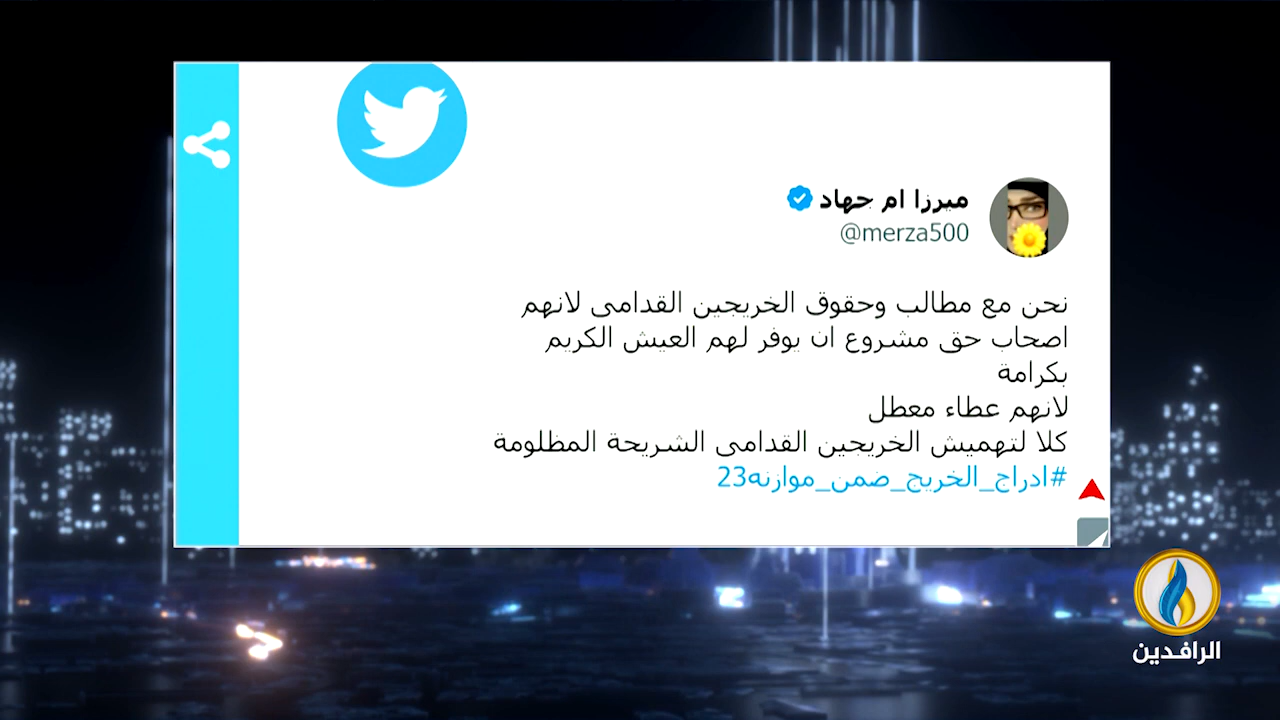 ميرزا ام جهاد
@merza500
نحن مع مطالب وحقوق الخريجين القدامى لانهم
اصحاب حق مشروع ان يوفر لهم العيش الكريم
بكرامة
لانهم عطاء معطل
كلا لتهميش الخريجين القدامى الشريحة المظلومة
#ادراج_الخريج_ضمن_موازنه23
الرافدين